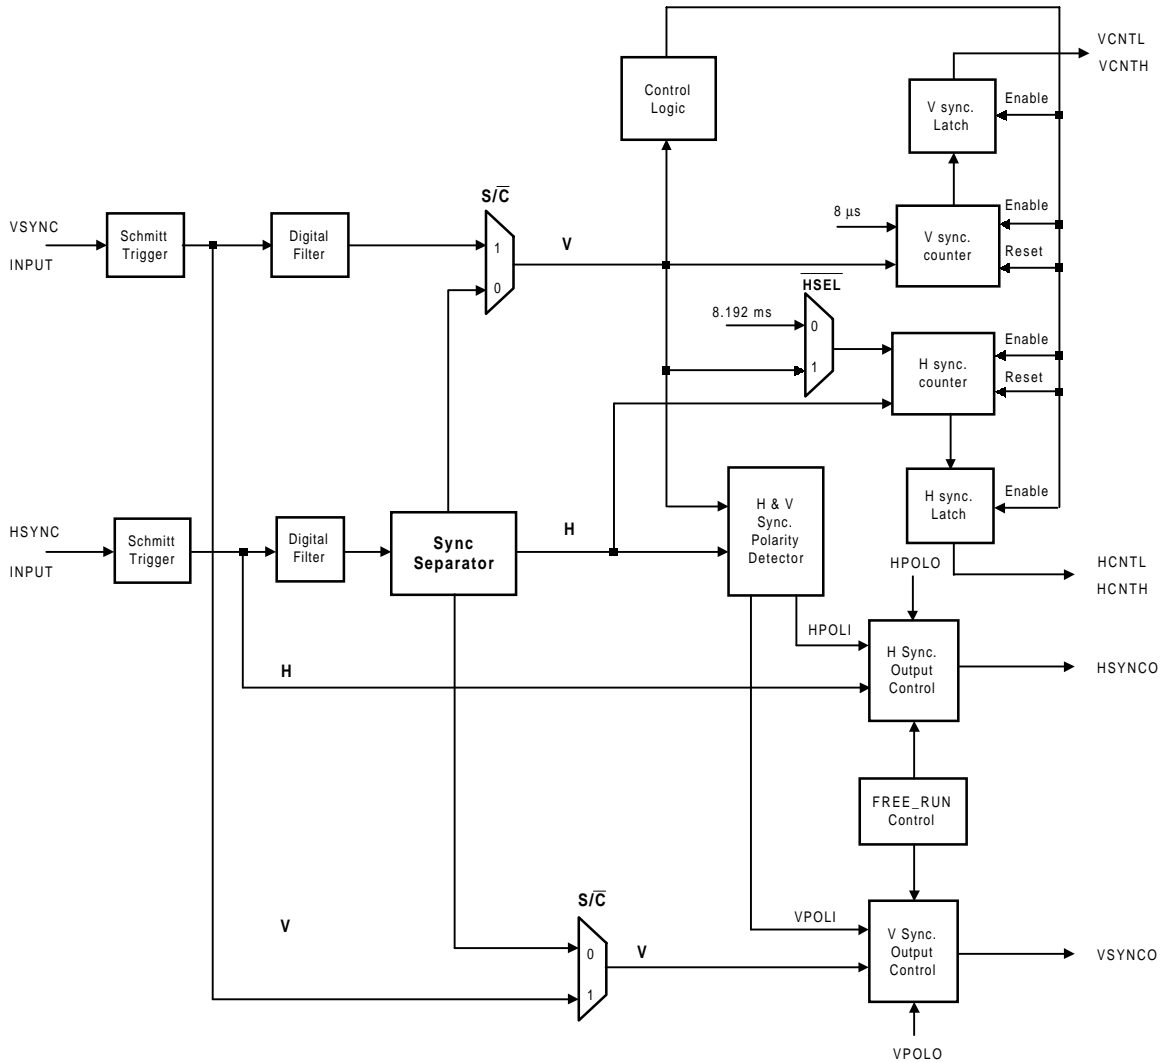 VCNTL
VCNTH
Control
Logic
V sync.
Latch
Enable
S/C̅
VSYNC
INPUT
Schmitt
Trigger
Digital
Filter
1
0
V
8 µs
V sync.
counter
Enable
Reset
H̅S̅E̅L̅
8.192 ms
0
1
H sync.
counter
Enable
Reset
H sync.
Latch
Enable
HSYNC
INPUT
Schmitt
Trigger
Digital
Filter
Sync
Separator
H
H & V
Sync.
Polarity
Detector
HCNTL
HCNTH
HPOLO
HPOLI
H Sync.
Output
Control
HSYNCO
H
FREE_RUN
Control
S/C̅
V
0
1
V
VPOLI
V Sync.
Output
Control
VSYNCO
VPOLO